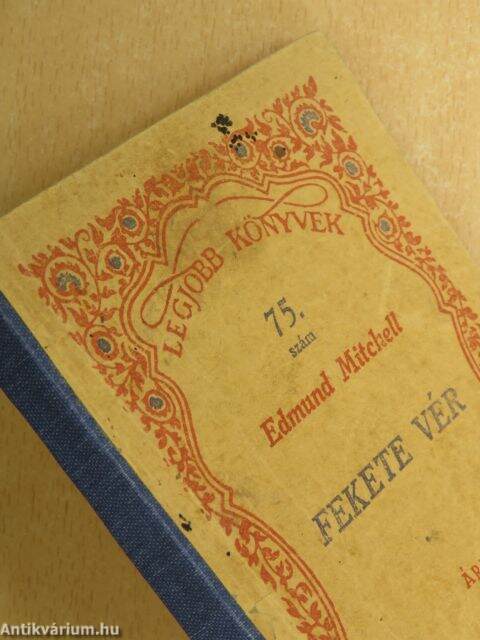 LEGJOBB KÖNYVEK
75.
szám
Edmund Mitchell
FEKETE VÉR
Antikvárium.hu